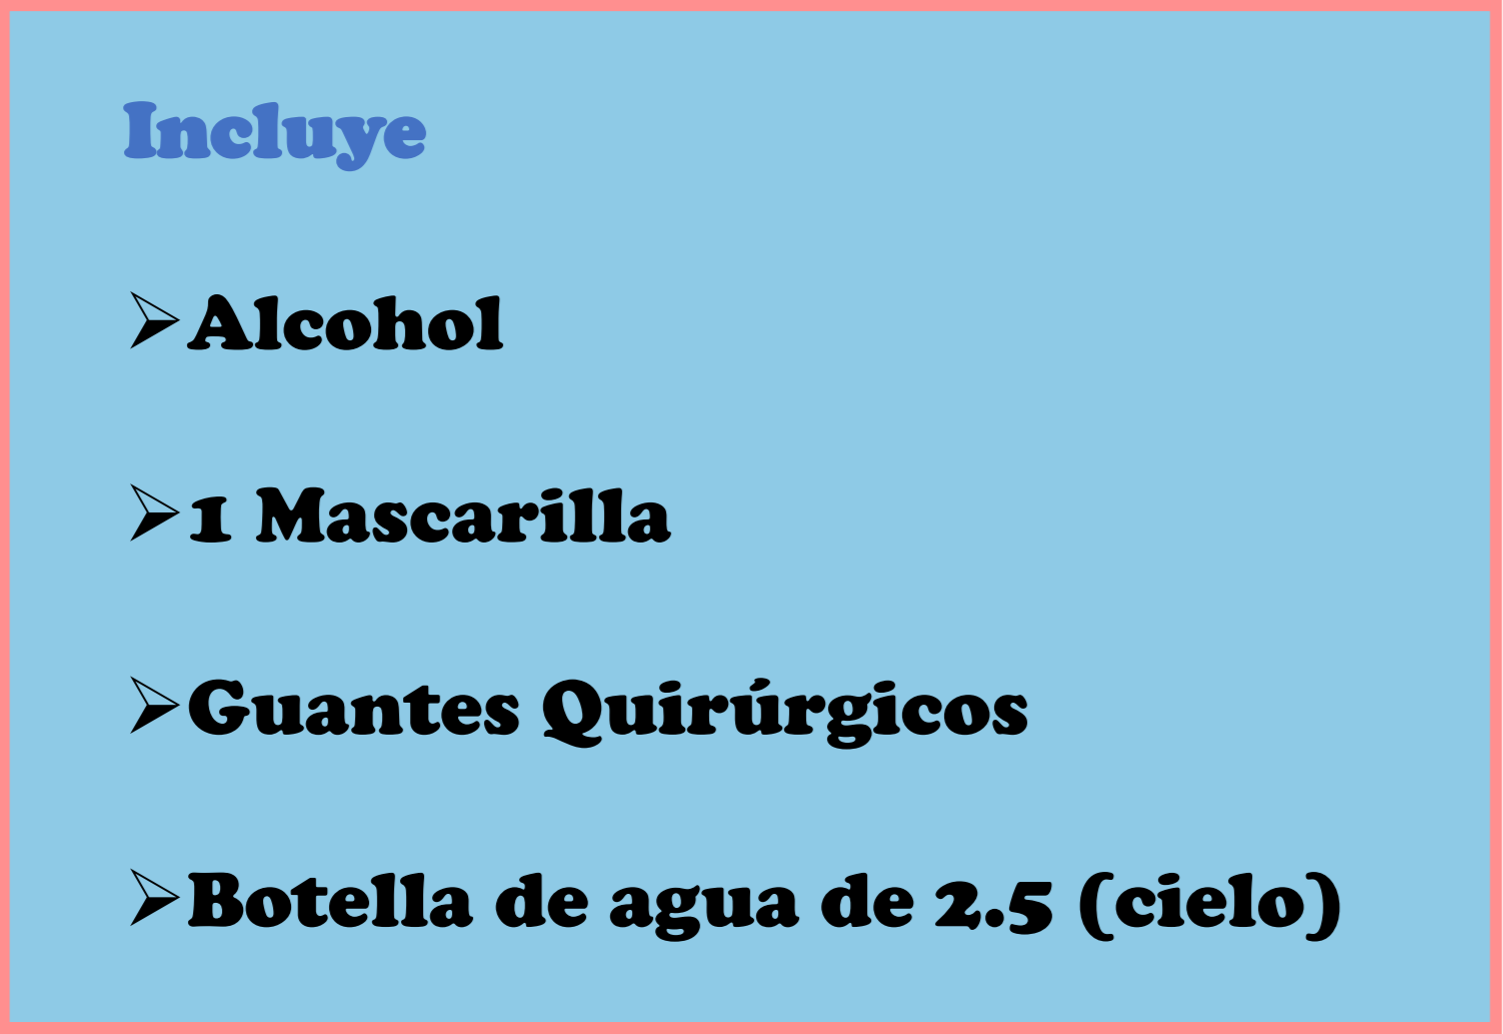 Incluye
➢Alcohol
➢1 Mascarilla
➢Guantes Quirúrgicos
➢Botella de agua de 2.5 (cielo)